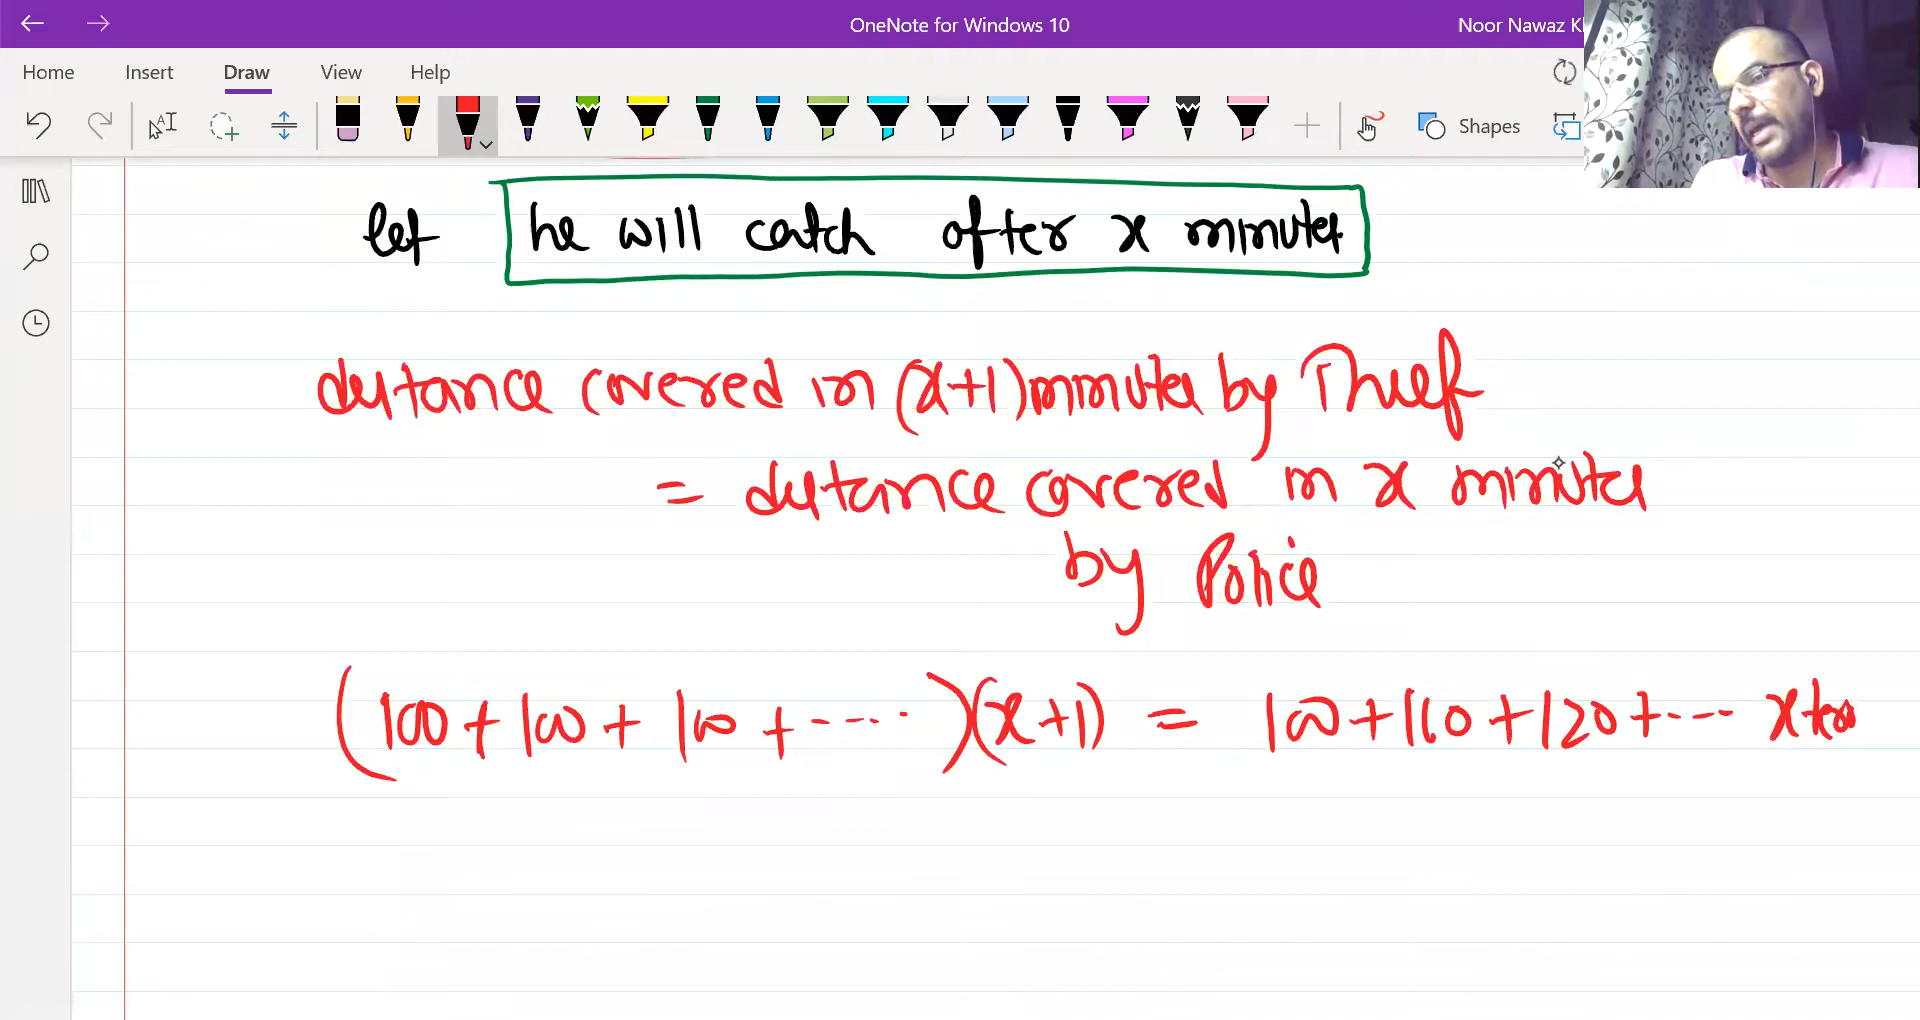 OneNote for Windows 10
Noor Nawaz K
Home Insert Draw View Help
Shapes
let he will catch after x minutes
distance covered in (x+1) minutes by Thief
= distance covered in x minutes
by Police
(100 + 100 + 100 + ----)(x+1) = 100 + 110 + 120 + --- x term